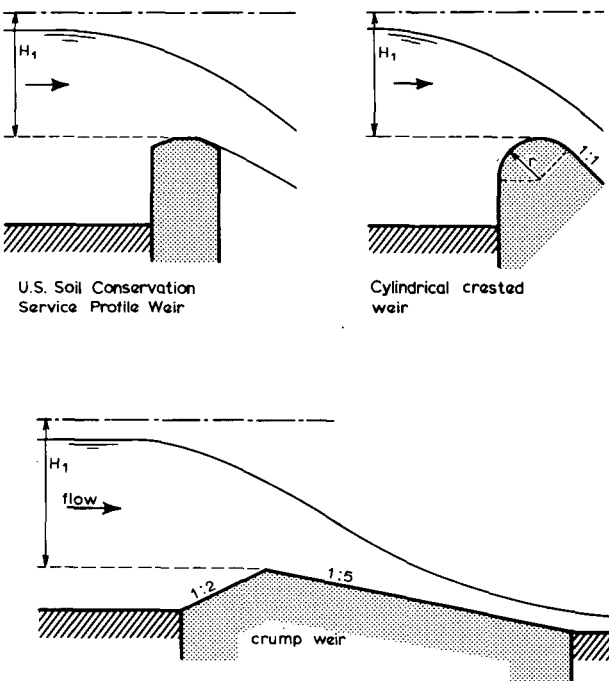 H₁
U.S. Soil Conservation
Service Profile Weir
H₁
r
1:1
Cylindrical crested
weir
H₁
flow
1:2
1:5
crump weir